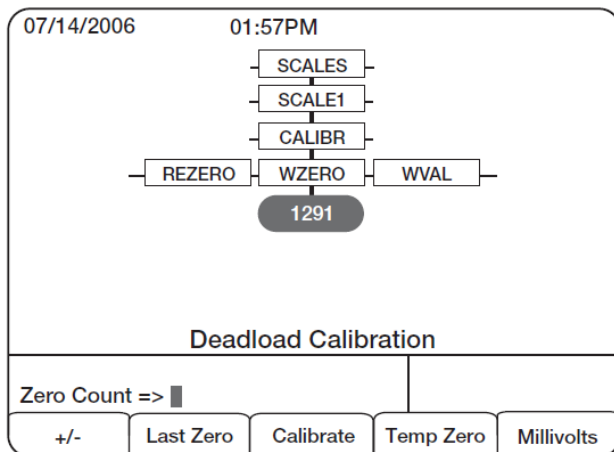 07/14/2006 01:57PM
SCALES
SCALE1
CALIBR
REZERO WZERO WVAL
1291
Deadload Calibration
Zero Count =>
+/- Last Zero Calibrate Temp Zero Millivolts